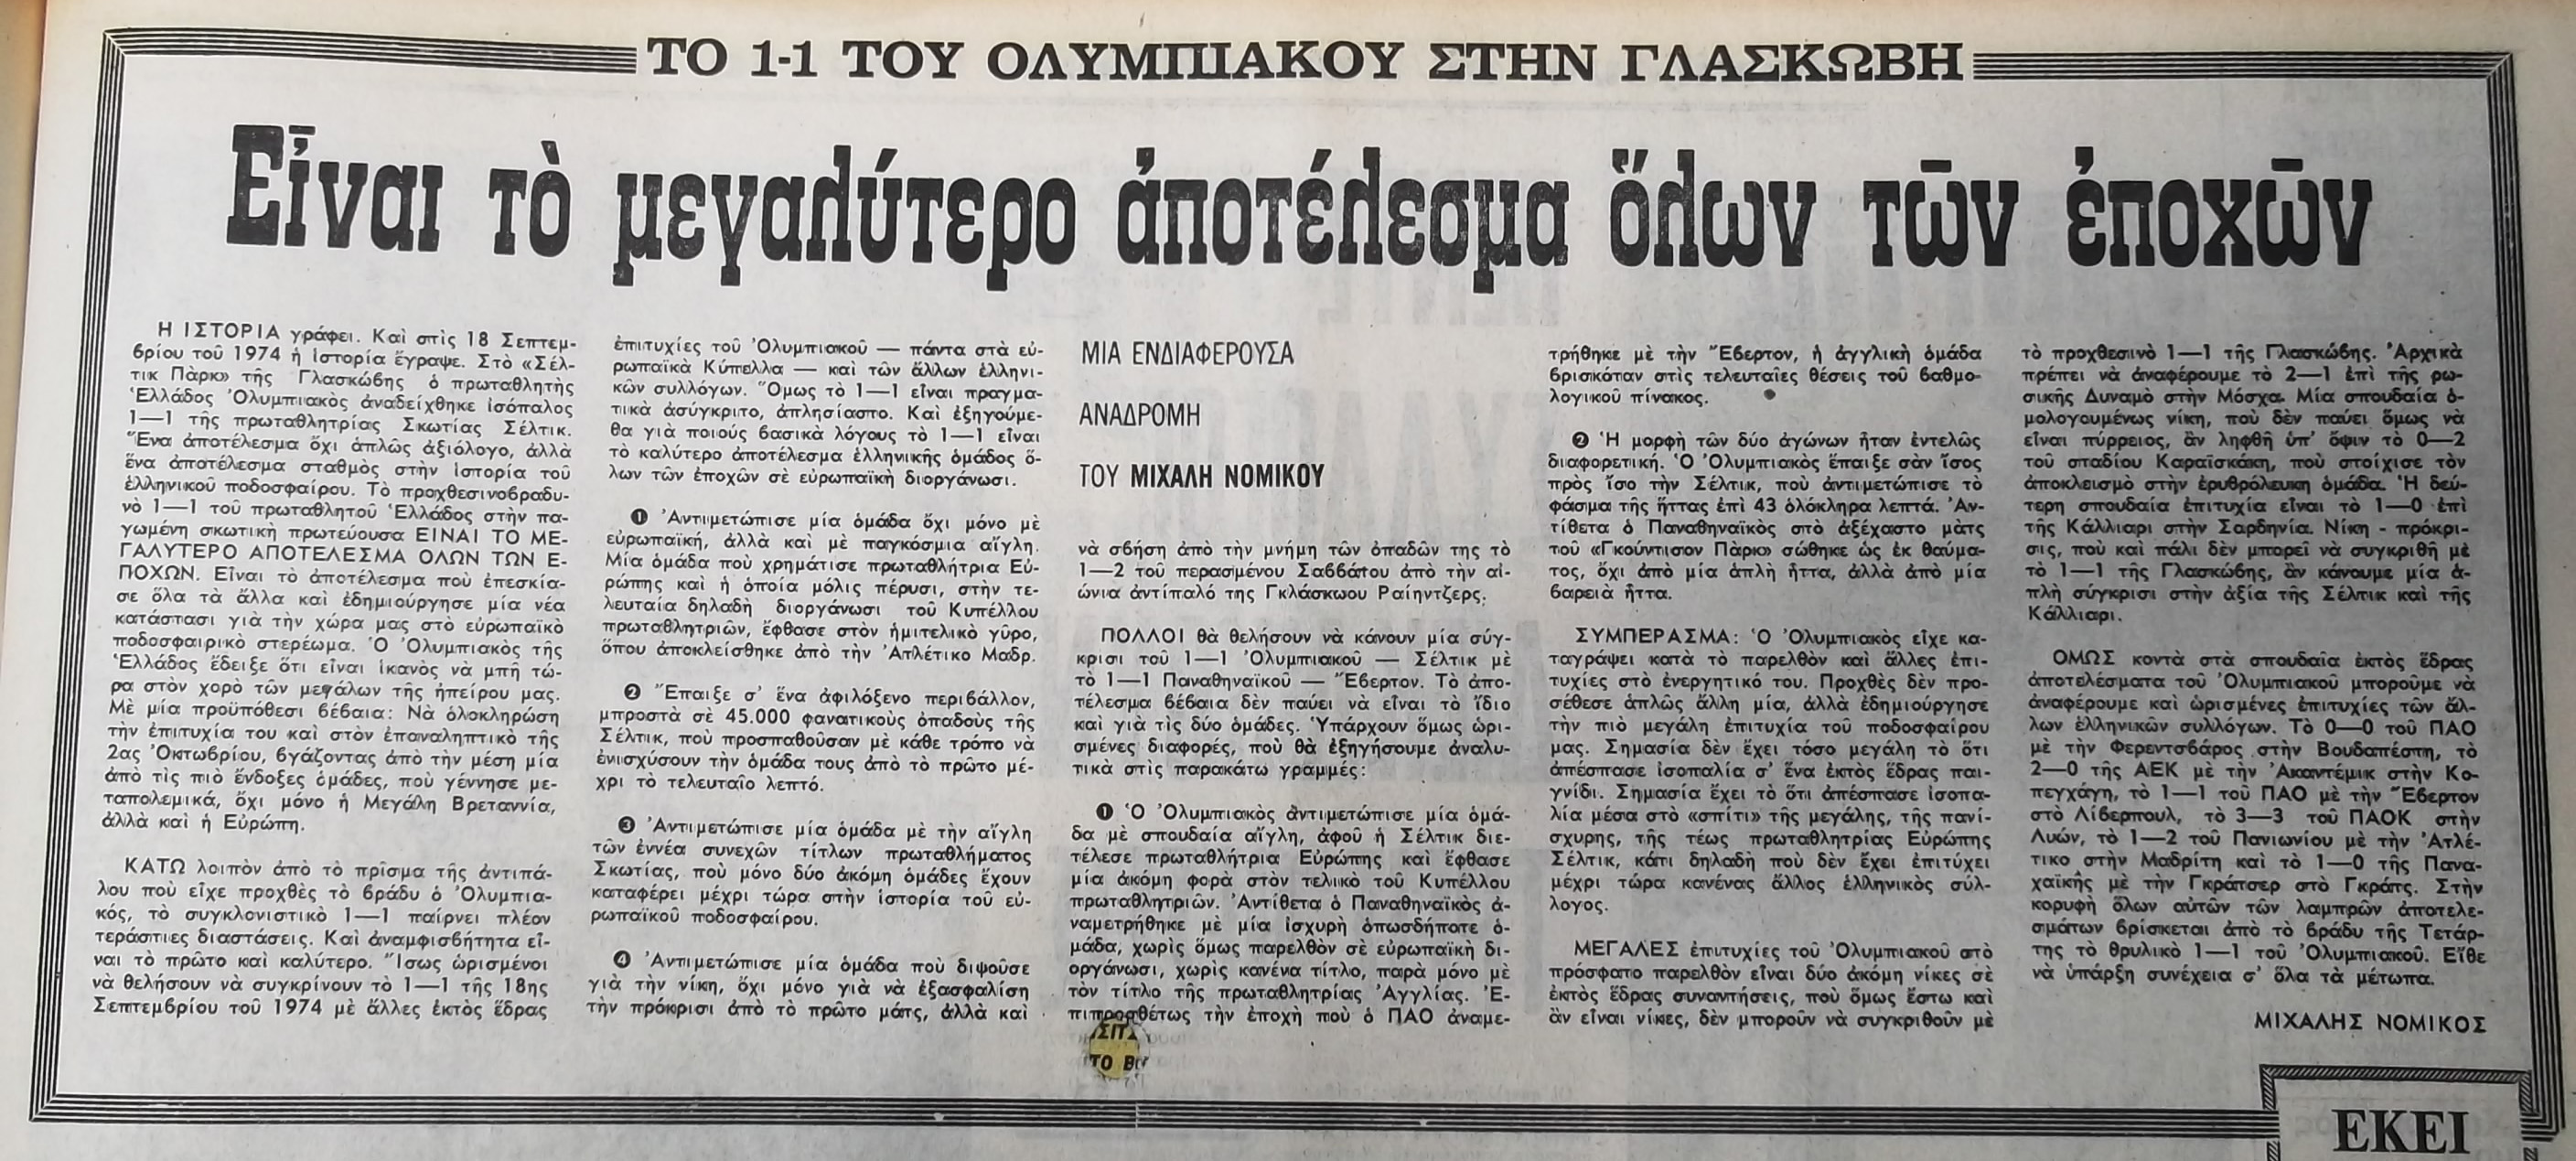 ΤΟ 1-1 ΤΟΥ ΟΛΥΜΠΙΑΚΟΥ ΣΤΗΝ ΓΛΑΣΚΩΒΗ
Εἶναι τὸ μεγαλύτερο ἀποτέλεσμα ὅλων τῶν ἐποχῶν
Η ΙΣΤΟΡΙΑ γράφει. Καὶ στὶς 18 Σεπτεμ-
βρίου τοῦ 1974 ἡ ἱστορία ἔγραψε. Στὸ «Σέλ-
τικ Πὰρκ» τῆς Γλασκώβης ὁ πρωταθλητὴς
Ἑλλάδος Ὀλυμπιακὸς ἀναδείχθηκε ἰσόπαλος
1—1 τῆς πρωταθλητρίας Σκωτίας Σέλτικ.
Ἕνα ἀποτέλεσμα ὄχι ἁπλῶς ἀξιόλογο, ἀλλὰ
ἕνα ἀποτέλεσμα σταθμὸς στὴν ἱστορία τοῦ
ἑλληνικοῦ ποδοσφαίρου. Τὸ προχθεσινοβραδυ-
νὸ 1—1 τοῦ πρωταθλητοῦ Ἑλλάδος στὴν πα-
γωμένη σκωτικὴ πρωτεύουσα ΕΙΝΑΙ ΤΟ ΜΕ-
ΓΑΛΥΤΕΡΟ ΑΠΟΤΕΛΕΣΜΑ ΟΛΩΝ ΤΩΝ Ε-
ΠΟΧΩΝ. Εἶναι τὸ ἀποτέλεσμα ποὺ ἐπεσκία-
σε ὅλα τὰ ἄλλα καὶ ἐδημιούργησε μία νέα
κατάστασι γιὰ τὴν χώρα μας στὸ εὐρωπαϊκὸ
ποδοσφαιρικὸ στερέωμα. Ὁ Ὀλυμπιακὸς τῆς
Ἑλλάδος ἔδειξε ὅτι εἶναι ἱκανὸς νὰ μπῆ τώ-
ρα στὸν χορὸ τῶν μεγάλων τῆς ἠπείρου μας.
Μὲ μία προϋπόθεσι βέβαια: Νὰ ὁλοκληρώση
τὴν ἐπιτυχία του καὶ στὸν ἐπαναληπτικὸ τῆς
2ας Ὀκτωβρίου, βγάζοντας ἀπὸ τὴν μέση μία
ἀπὸ τὶς πιὸ ἔνδοξες ὁμάδες, ποὺ γέννησε με-
ταπολεμικά, ὄχι μόνο ἡ Μεγάλη Βρεταννία,
ἀλλὰ καὶ ἡ Εὐρώπη.
ΚΑΤΩ λοιπὸν ἀπὸ τὸ πρῖσμα τῆς ἀντιπά-
λου ποὺ εἶχε προχθὲς τὸ βράδυ ὁ Ὀλυμπια-
κός, τὸ συγκλονιστικὸ 1—1 παίρνει πλέον
τεράστιες διαστάσεις. Καὶ ἀναμφισβήτητα εἶ-
ναι τὸ πρῶτο καὶ καλύτερο. Ἴσως ὡρισμένοι
νὰ θελήσουν νὰ συγκρίνουν τὸ 1—1 τῆς 18ης
Σεπτεμβρίου τοῦ 1974 μὲ ἄλλες ἐκτὸς ἕδρας
ἐπιτυχίες τοῦ Ὀλυμπιακοῦ — πάντα στὰ εὐ-
ρωπαϊκὰ Κύπελλα — καὶ τῶν ἄλλων ἑλληνι-
κῶν συλλόγων. Ὅμως τὸ 1—1 εἶναι πραγμα-
τικὰ ἀσύγκριτο, ἀπλησίαστο. Καὶ ἐξηγούμε-
θα γιὰ ποιούς βασικὰ λόγους τὸ 1—1 εἶναι
τὸ καλύτερο ἀποτέλεσμα ἑλληνικῆς ὁμάδος ὅ-
λων τῶν ἐποχῶν σὲ εὐρωπαϊκὴ διοργάνωσι.
❶ Ἀντιμετώπισε μία ὁμάδα ὄχι μόνο μὲ
εὐρωπαϊκή, ἀλλὰ καὶ μὲ παγκόσμια αἴγλη.
Μία ὁμάδα ποὺ χρημάτισε πρωταθλήτρια Εὐ-
ρώπης καὶ ἡ ὁποία μόλις πέρυσι, στὴν τε-
λευταία δηλαδὴ διοργάνωσι τοῦ Κυπέλλου
πρωταθλητριῶν, ἔφθασε στὸν ἡμιτελικὸ γῦρο,
ὅπου ἀποκλείσθηκε ἀπὸ τὴν Ἀτλέτικο Μαδρ.
❷ Ἔπαιξε σ' ἕνα ἀφιλόξενο περιβάλλον,
μπροστὰ σὲ 45.000 φανατικοὺς ὀπαδοὺς τῆς
Σέλτικ, ποὺ προσπαθοῦσαν μὲ κάθε τρόπο νὰ
ἐνισχύσουν τὴν ὁμάδα τους ἀπὸ τὸ πρῶτο μέ-
χρι τὸ τελευταῖο λεπτό.
❸ Ἀντιμετώπισε μία ὁμάδα μὲ τὴν αἴγλη
τῶν ἐννέα συνεχῶν τίτλων πρωταθλήματος
Σκωτίας, ποὺ μόνο δύο ἀκόμη ὁμάδες ἔχουν
καταφέρει μέχρι τώρα στὴν ἱστορία τοῦ εὐ-
ρωπαϊκοῦ ποδοσφαίρου.
❹ Ἀντιμετώπισε μία ὁμάδα ποὺ διψοῦσε
γιὰ τὴν νίκη, ὄχι μόνο γιὰ νὰ ἐξασφαλίση
τὴν πρόκρισι ἀπὸ τὸ πρῶτο μάτς, ἀλλὰ καὶ
ΜΙΑ ΕΝΔΙΑΦΕΡΟΥΣΑ
ΑΝΑΔΡΟΜΗ
ΤΟΥ ΜΙΧΑΛΗ ΝΟΜΙΚΟΥ
νὰ σβήση ἀπὸ τὴν μνήμη τῶν ὀπαδῶν της τὸ
1—2 τοῦ περασμένου Σαββάτου ἀπὸ τὴν αἰ-
ώνια ἀντίπαλό της Γκλάσκωου Ραίηντζερς.
ΠΟΛΛΟΙ θὰ θελήσουν νὰ κάνουν μία σύγ-
κρισι τοῦ 1—1 Ὀλυμπιακοῦ — Σέλτικ μὲ
τὸ 1—1 Παναθηναϊκοῦ — Ἔβερτον. Τὸ ἀπο-
τέλεσμα βέβαια δὲν παύει νὰ εἶναι τὸ ἴδιο
καὶ γιὰ τὶς δύο ὁμάδες. Ὑπάρχουν ὅμως ὡρι-
σμένες διαφορές, ποὺ θὰ ἐξηγήσουμε ἀναλυ-
τικὰ στὶς παρακάτω γραμμές:
❶ Ὁ Ὀλυμπιακὸς ἀντιμετώπισε μία ὁμά-
δα μὲ σπουδαία αἴγλη, ἀφοῦ ἡ Σέλτικ διε-
τέλεσε πρωταθλήτρια Εὐρώπης καὶ ἔφθασε
μία ἀκόμη φορὰ στὸν τελικὸ τοῦ Κυπέλλου
πρωταθλητριῶν. Ἀντίθετα ὁ Παναθηναϊκὸς ἀ-
ναμετρήθηκε μὲ μία ἰσχυρὴ ὁπωσδήποτε ὁ-
μάδα, χωρὶς ὅμως παρελθὸν σὲ εὐρωπαϊκὴ δι-
οργάνωσι, χωρὶς κανένα τίτλο, παρὰ μόνο μὲ
τὸν τίτλο τῆς πρωταθλητρίας Ἀγγλίας. Ἐ-
πιπροσθέτως τὴν ἐποχὴ ποὺ ὁ ΠΑΟ ἀναμε-
τρήθηκε μὲ τὴν Ἔβερτον, ἡ ἀγγλικὴ ὁμάδα
βρισκόταν στὶς τελευταῖες θέσεις τοῦ βαθμο-
λογικοῦ πίνακος.
❷ Ἡ μορφὴ τῶν δύο ἀγώνων ἦταν ἐντελῶς
διαφορετική. Ὁ Ὀλυμπιακὸς ἔπαιξε σὰν ἴσος
πρὸς ἴσο τὴν Σέλτικ, ποὺ ἀντιμετώπισε τὸ
φάσμα τῆς ἥττας ἐπὶ 43 ὁλόκληρα λεπτά. Ἀν-
τίθετα ὁ Παναθηναϊκὸς στὸ ἀξέχαστο μὰτς
τοῦ «Γκούντισον Πὰρκ» σώθηκε ὡς ἐκ θαύμα-
τος, ὄχι ἀπὸ μία ἁπλὴ ἥττα, ἀλλὰ ἀπὸ μία
βαρειὰ ἥττα.
ΣΥΜΠΕΡΑΣΜΑ: Ὁ Ὀλυμπιακὸς εἶχε κα-
ταγράψει κατὰ τὸ παρελθὸν καὶ ἄλλες ἐπι-
τυχίες στὸ ἐνεργητικό του. Προχθὲς δὲν προ-
σέθεσε ἁπλῶς ἄλλη μία, ἀλλὰ ἐδημιούργησε
τὴν πιὸ μεγάλη ἐπιτυχία τοῦ ποδοσφαίρου
μας. Σημασία δὲν ἔχει τόσο μεγάλη τὸ ὅτι
ἀπέσπασε ἰσοπαλία σ' ἕνα ἐκτὸς ἕδρας παι-
γνίδι. Σημασία ἔχει τὸ ὅτι ἀπέσπασε ἰσοπα-
λία μέσα στὸ «σπίτι» τῆς μεγάλης, τῆς πανί-
σχυρης, τῆς τέως πρωταθλητρίας Εὐρώπης
Σέλτικ, κάτι δηλαδὴ ποὺ δὲν ἔχει ἐπιτύχει
μέχρι τώρα κανένας ἄλλος ἑλληνικὸς σύλ-
λογος.
ΜΕΓΑΛΕΣ ἐπιτυχίες τοῦ Ὀλυμπιακοῦ στὸ
πρόσφατο παρελθὸν εἶναι δύο ἀκόμη νίκες σὲ
ἐκτὸς ἕδρας συναντήσεις, ποὺ ὅμως ἔστω καὶ
ἂν εἶναι νίκες, δὲν μποροῦν νὰ συγκριθοῦν μὲ
τὸ προχθεσινὸ 1—1 τῆς Γλασκώβης. Ἀρχικὰ
πρέπει νὰ ἀναφέρουμε τὸ 2—1 ἐπὶ τῆς ρω-
σικῆς Δυναμὸ στὴν Μόσχα. Μία σπουδαία ὁ-
μολογουμένως νίκη, ποὺ δὲν παύει ὅμως νὰ
εἶναι πύρρειος, ἂν ληφθῆ ὑπ' ὄψιν τὸ 0—2
τοῦ σταδίου Καραϊσκάκη, ποὺ στοίχισε τὸν
ἀποκλεισμὸ στὴν ἐρυθρόλευκη ὁμάδα. Ἡ δεύ-
τερη σπουδαία ἐπιτυχία εἶναι τὸ 1—0 ἐπὶ
τῆς Κάλλιαρι στὴν Σαρδηνία. Νίκη - πρόκρι-
σις, ποὺ καὶ πάλι δὲν μπορεῖ νὰ συγκριθῆ μὲ
τὸ 1—1 τῆς Γλασκώβης, ἂν κάνουμε μία ἁ-
πλὴ σύγκρισι στὴν ἀξία τῆς Σέλτικ καὶ τῆς
Κάλλιαρι.
ΟΜΩΣ κοντὰ στὰ σπουδαῖα ἐκτὸς ἕδρας
ἀποτελέσματα τοῦ Ὀλυμπιακοῦ μποροῦμε νὰ
ἀναφέρουμε καὶ ὡρισμένες ἐπιτυχίες τῶν ἄλ-
λων ἑλληνικῶν συλλόγων. Τὸ 0—0 τοῦ ΠΑΟ
μὲ τὴν Φερεντσβάρος στὴν Βουδαπέστη, τὸ
2—0 τῆς ΑΕΚ μὲ τὴν Ἀκαντέμικ στὴν Κο-
πεγχάγη, τὸ 1—1 τοῦ ΠΑΟ μὲ τὴν Ἔβερτον
στὸ Λίβερπουλ, τὸ 3—3 τοῦ ΠΑΟΚ στὴν
Λυών, τὸ 1—2 τοῦ Πανιωνίου μὲ τὴν Ἀτλέ-
τικο στὴν Μαδρίτη καὶ τὸ 1—0 τῆς Πανα-
χαϊκῆς μὲ τὴν Γκράτσερ στὸ Γκράτς. Στὴν
κορυφὴ ὅλων αὐτῶν τῶν λαμπρῶν ἀποτελε-
σμάτων βρίσκεται ἀπὸ τὸ βράδυ τῆς Τετάρ-
της τὸ θρυλικὸ 1—1 τοῦ Ὀλυμπιακοῦ. Εἴθε
νὰ ὑπάρξη συνέχεια σ' ὅλα τὰ μέτωπα.
ΜΙΧΑΛΗΣ ΝΟΜΙΚΟΣ
ΤΟ
ΕΚΕΙ